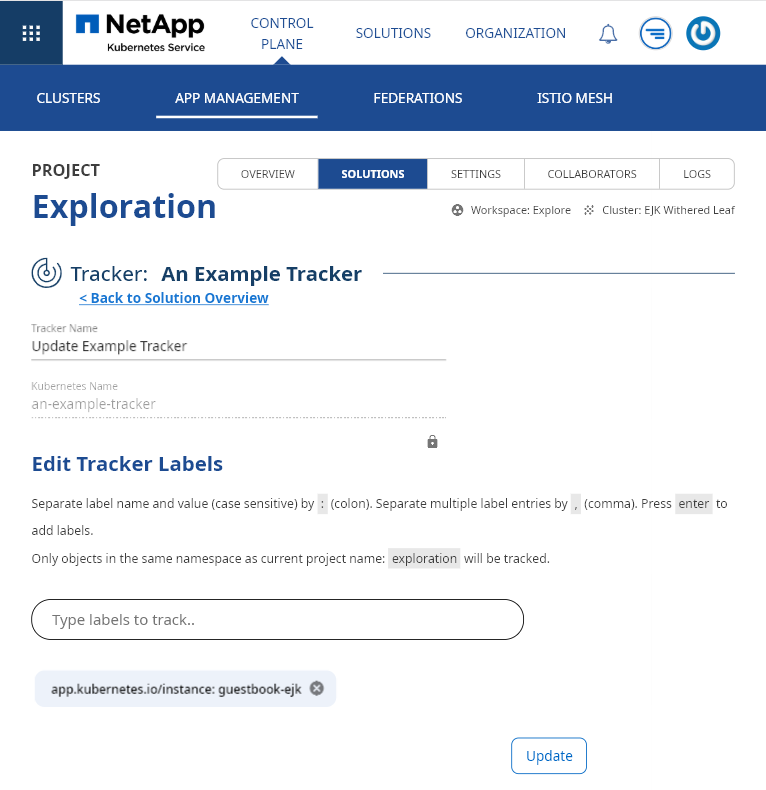 NetApp
Kubernetes Service
CONTROL
PLANE
SOLUTIONS
ORGANIZATION
CLUSTERS
APP MANAGEMENT
FEDERATIONS
ISTIO MESH
PROJECT
Exploration
OVERVIEW
SOLUTIONS
SETTINGS
COLLABORATORS
LOGS
Workspace: Explore
Cluster: EJK Withered Leaf
Tracker: An Example Tracker
< Back to Solution Overview
Tracker Name
Update Example Tracker
Kubernetes Name
an-example-tracker
Edit Tracker Labels
Separate label name and value (case sensitive) by : (colon). Separate multiple label entries by , (comma). Press enter to
add labels.
Only objects in the same namespace as current project name: exploration will be tracked.
Type labels to track..
app.kubernetes.io/instance: guestbook-ejk
Update